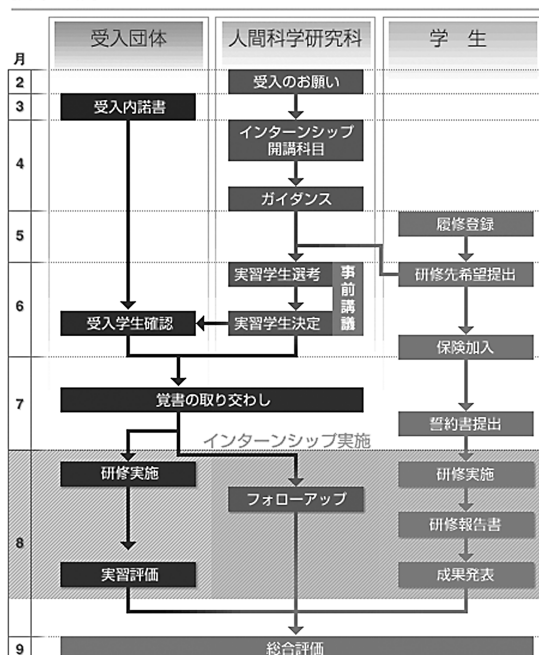 受入団体
人間科学研究科
学 生
月
2
受入のお願い
3
受入内諾書
4
インターンシップ
開講科目
ガイダンス
5
履修登録
研修先希望提出
6
実習学生選考
事前講議
受入学生確認
実習学生決定
保険加入
7
覚書の取り交わし
誓約書提出
インターンシップ実施
8
研修実施
研修実施
フォローアップ
研修報告書
実習評価
成果発表
9
総合評価